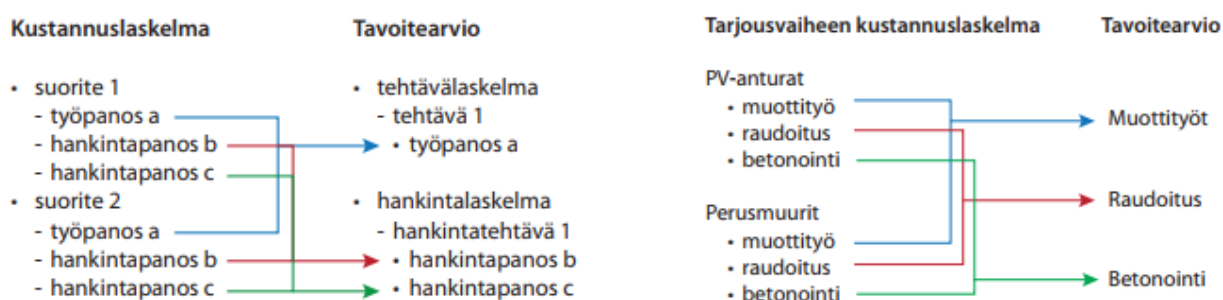 Kustannuslaskelma
• suorite 1
- työpanos a
- hankintapanos b
- hankintapanos c
• suorite 2
- työpanos a
- hankintapanos b
- hankintapanos c
Tavoitearvio
• tehtävälaskelma
- tehtävä 1
• työpanos a
• hankintalaskelma
- hankintatehtävä 1
• hankintapanos b
• hankintapanos c
Tarjousvaiheen kustannuslaskelma
PV-anturat
• muottityö
• raudoitus
• betonointi
Perusmuurit
• muottityö
• raudoitus
• betonointi
Tavoitearvio
Muottityöt
Raudoitus
Betonointi